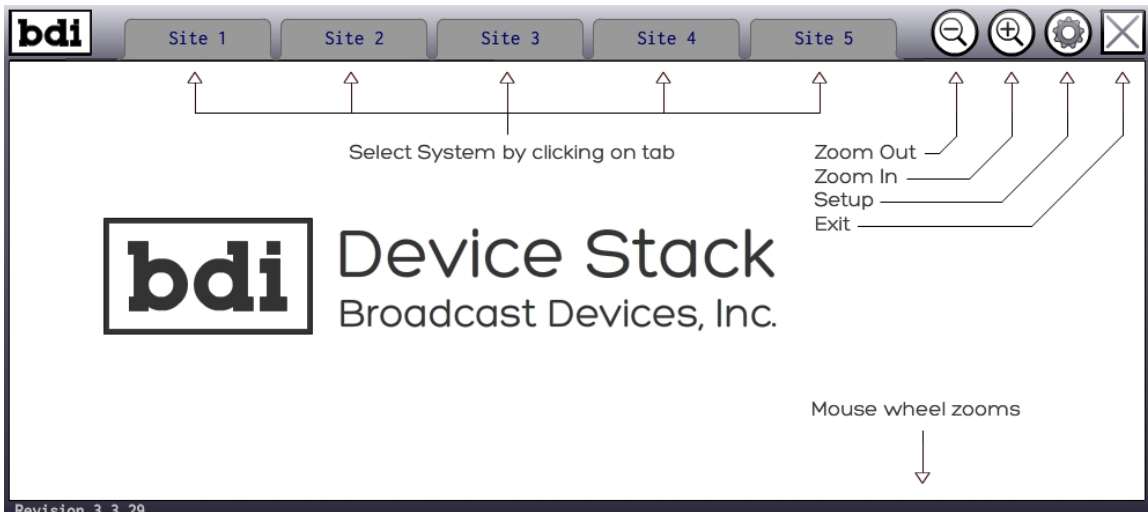 bdi
Site 1 Site 2 Site 3 Site 4 Site 5
Select System by clicking on tab
Zoom Out
Zoom In
Setup
Exit
bdi
Device Stack
Broadcast Devices, Inc.
Mouse wheel zooms
Revision 3.3.29